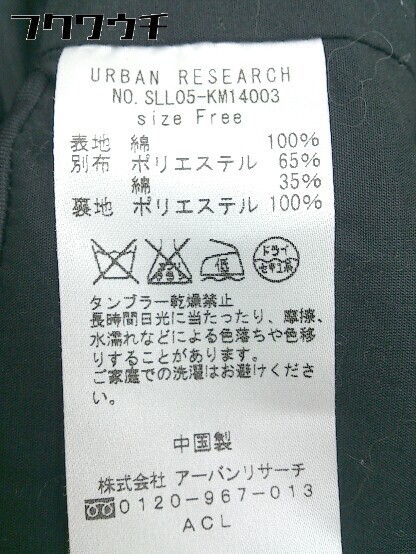 フクワウチ
URBAN RESEARCH
NO. SLL05-KM14003
size Free
表地 綿 100%
別布 ポリエステル 65%
綿 35%
裏地 ポリエステル 100%
低
ドライ
セキユ系
タンブラー乾燥禁止
長時間日光に当たったり、摩擦、
水濡れなどによる色落ちや色移
りすることがあります。
ご家庭での洗濯はお避けくださ
い。
中国製
株式会社 アーバンリサーチ
0120-967-013
ACL